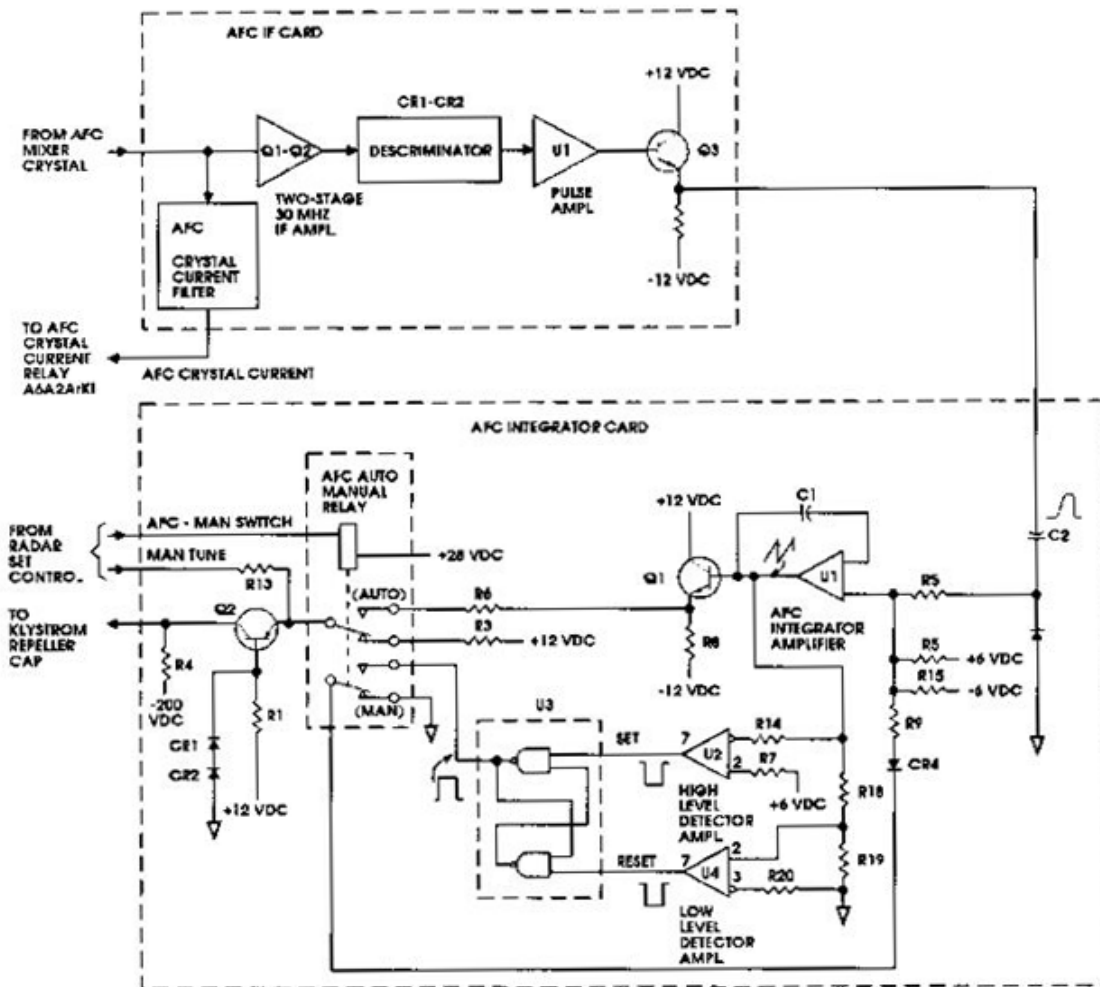 AFC IF CARD
+12 VDC
CR1-CR2
FROM AFC
MIXER
CRYSTAL
Q1-Q2
DESCRIMINATOR
U1
Q3
TWO-STAGE
30 MHZ
IF AMPL.
PULSE
AMPL
AFC
CRYSTAL
CURRENT
FILTER
-12 VDC
TO AFC
CRYSTAL
CURRENT
RELAY
AFC CRYSTAL CURRENT
AFC INTEGRATOR CARD
AFC AUTO
MANUAL
RELAY
+12 VDC
C1
C2
FROM
RADAR
SET
CONTROL
AFC - MAN SWITCH
MAN TUNE
+28 VDC
R13
Q1
U1
R5
(AUTO)
R6
Q2
TO
KLYSTROM
REPELLER
CAP
R3
+12 VDC
AFC
INTEGRATOR
AMPLIFIER
R5
+6 VDC
R15
-6 VDC
R4
-200
VDC
R1
-12 VDC
(MAN)
R9
U3
CR1
CR2
+12 VDC
SET
7
U2
2
R14
R7
+6 VDC
CR4
R18
HIGH
LEVEL
DETECTOR
AMPL.
RESET
7
U4
2
3
R20
R19
LOW
LEVEL
DETECTOR
AMPL.